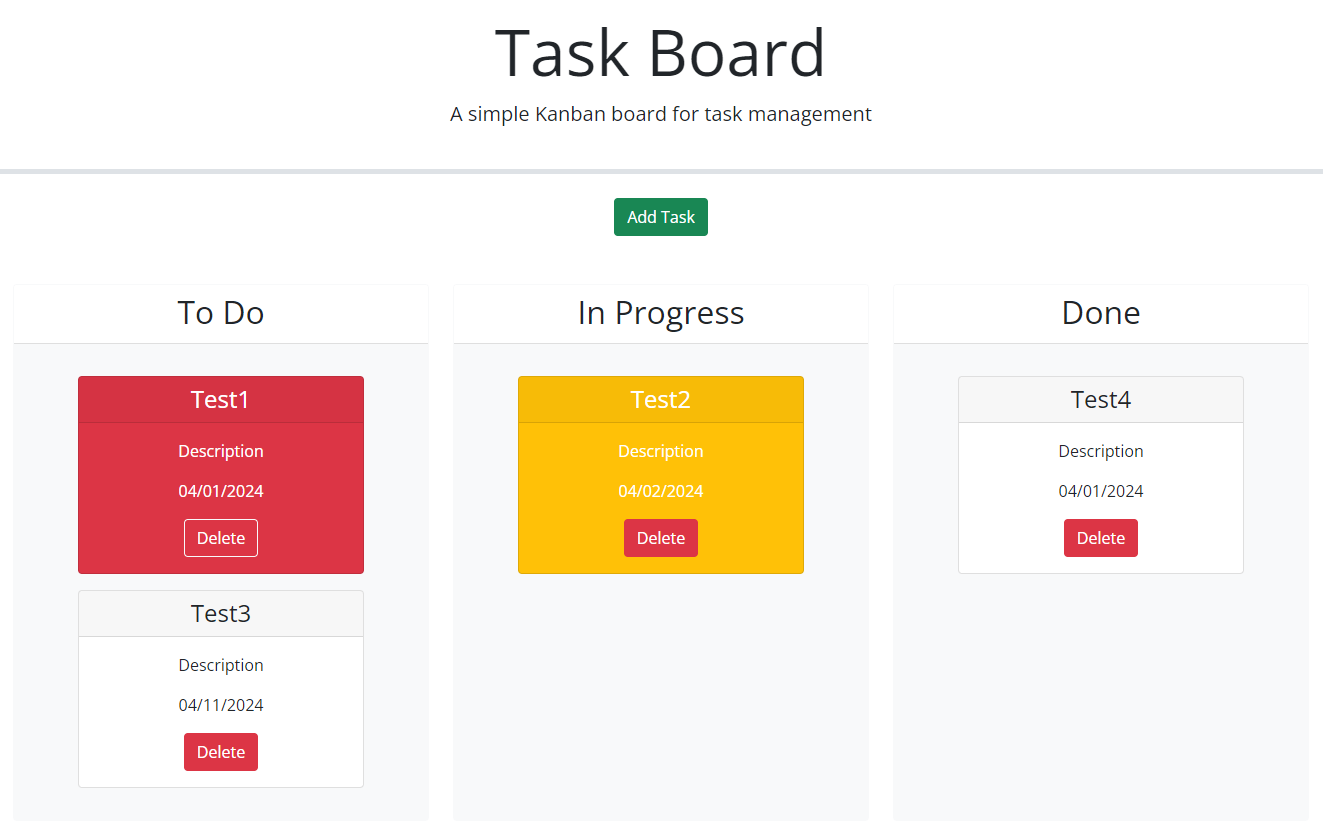 Task Board
A simple Kanban board for task management
Add Task
To Do
Test1
Description
04/01/2024
Delete
Test3
Description
04/11/2024
Delete
In Progress
Test2
Description
04/02/2024
Delete
Done
Test4
Description
04/01/2024
Delete